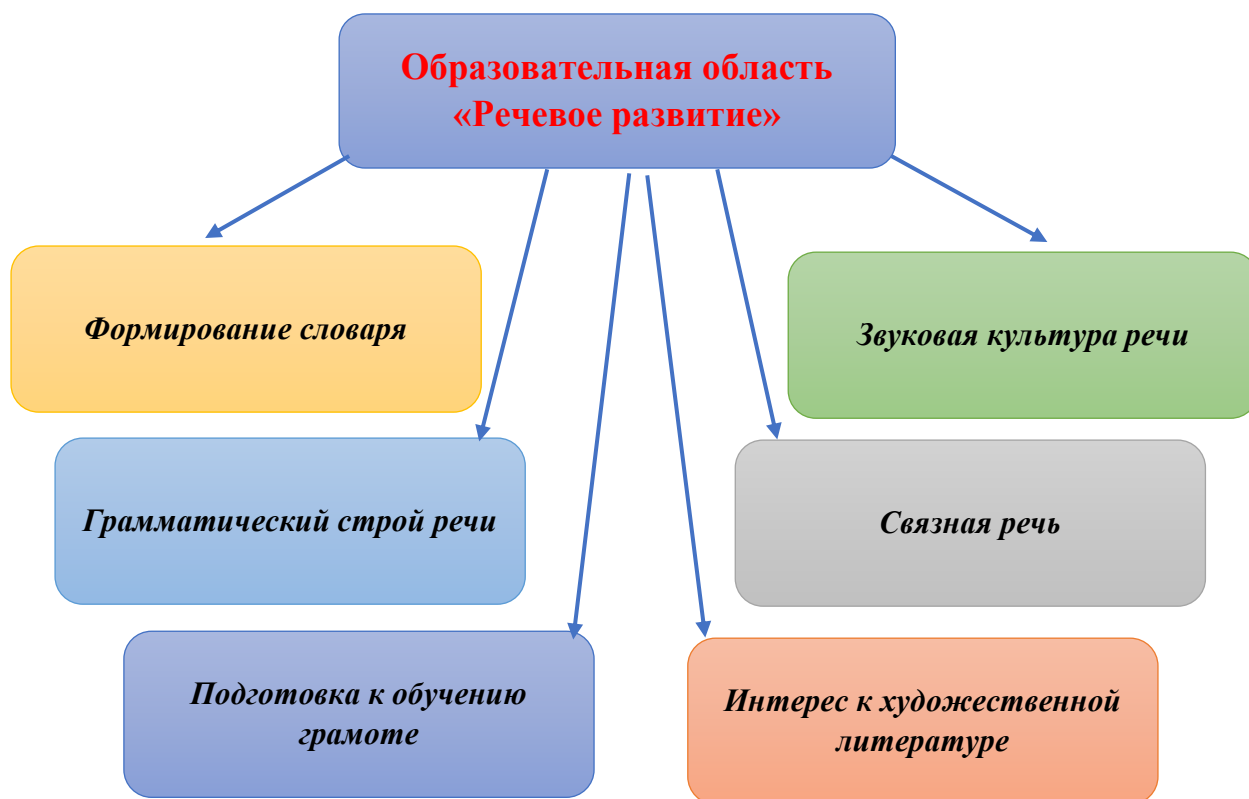 Образовательная область
«Речевое развитие»
Формирование словаря
Звуковая культура речи
Грамматический строй речи
Связная речь
Подготовка к обучению
грамоте
Интерес к художественной
литературе